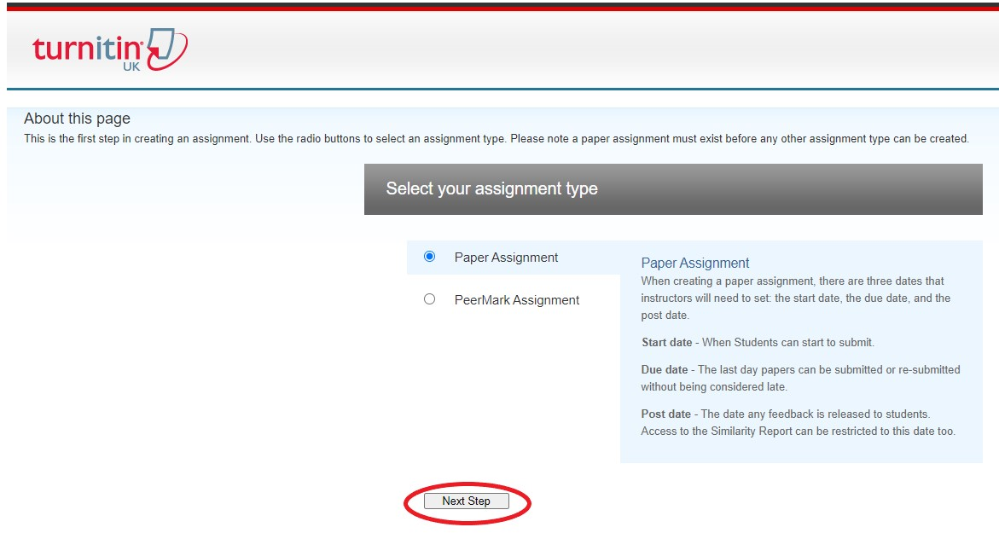 turnitin
UK
About this page
This is the first step in creating an assignment. Use the radio buttons to select an assignment type. Please note a paper assignment must exist before any other assignment type can be created.
Select your assignment type
Paper Assignment
PeerMark Assignment
Paper Assignment
When creating a paper assignment, there are three dates that
instructors will need to set: the start date, the due date, and the
post date.
Start date - When Students can start to submit.
Due date - The last day papers can be submitted or re-submitted
without being considered late.
Post date - The date any feedback is released to students.
Access to the Similarity Report can be restricted to this date too.
Next Step